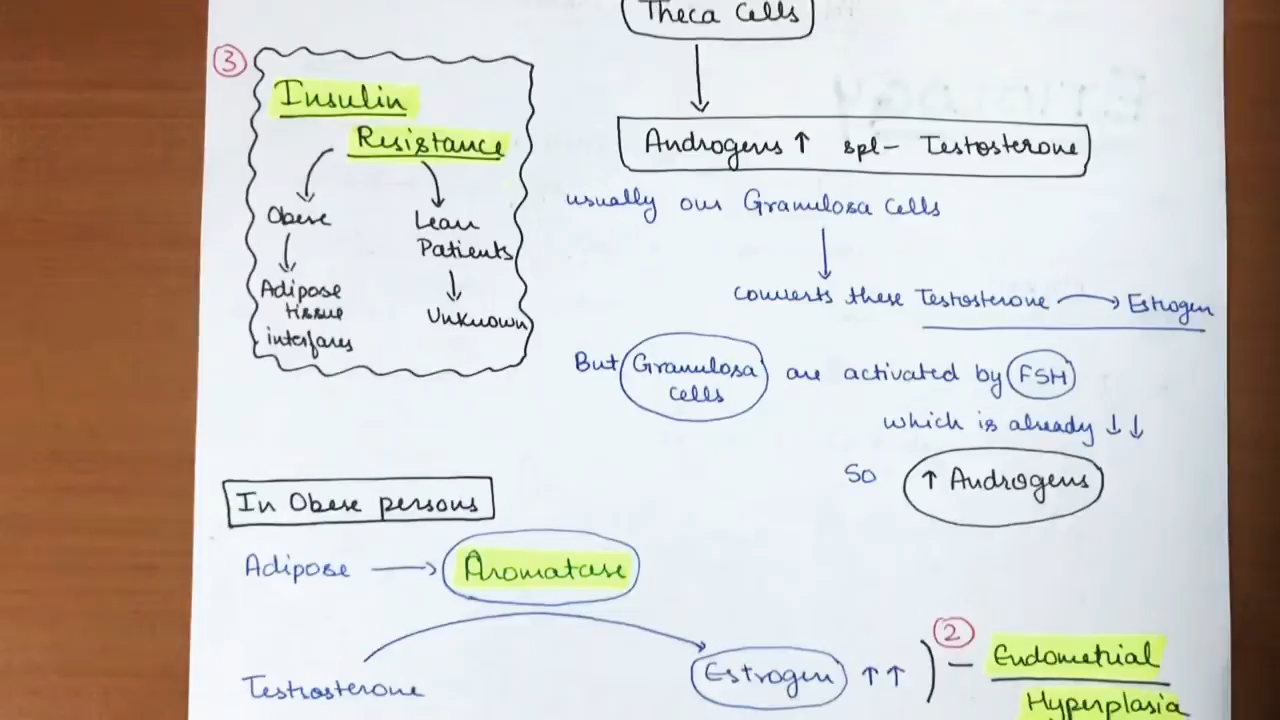 Theca Cells
Androgens ↑ spl- Testosterone
usually our Granulosa cells
converts these Testosterone → Estrogen
But Granulosa cells are activated by FSH
which is already ↓↓
So ↑ Androgens
3
Insulin
Resistance
Obese
Adipose
tissue
interfares
Lean
Patients
Unknown
In Obese persons
Adipose → Aromatase
Testosterone
Estrogen ↑↑ ) - 2
Endometrial
Hyperplasia